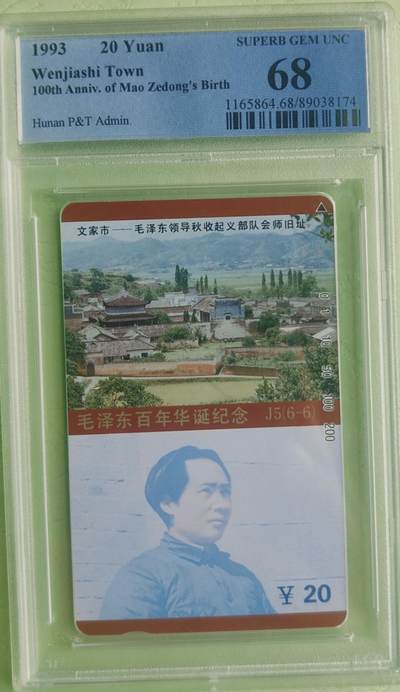 1993 20 Yuan
SUPERB GEM UNC
Wenjiashi Town
68
100th Anniv. of Mao Zedong's Birth
1165864.68/89038174
Hunan P&T Admin
文家市——毛泽东领导秋收起义部队会师旧址
毛泽东百年华诞纪念 J5(6-6)
¥ 20